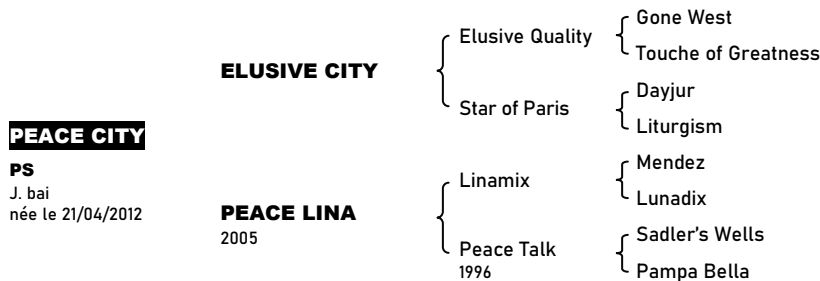 PEACE CITY
PS
J. bai
née le 21/04/2012
ELUSIVE CITY
PEACE LINA
2005
Elusive Quality
Star of Paris
Linamix
Peace Talk
1996
Gone West
Touche of Greatness
Dayjur
Liturgism
Mendez
Lunadix
Sadler's Wells
Pampa Bella